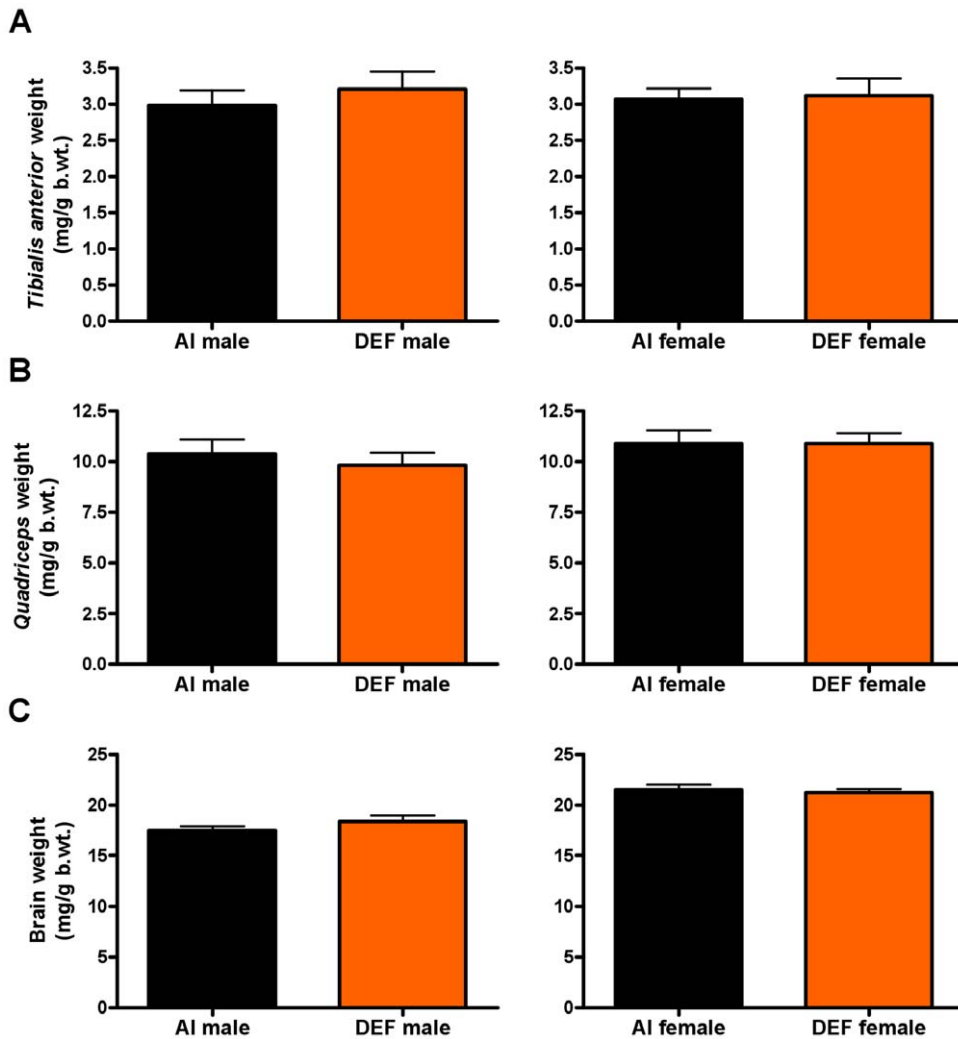 A
Tibialis anterior weight
(mg/g b.wt.)
3.5
3.0
2.5
2.0
1.5
1.0
0.5
0.0
AI male
DEF male
3.5
3.0
2.5
2.0
1.5
1.0
0.5
0.0
AI female
DEF female
B
Quadriceps weight
(mg/g b.wt.)
12.5
10.0
7.5
5.0
2.5
0.0
AI male
DEF male
12.5
10.0
7.5
5.0
2.5
0.0
AI female
DEF female
C
Brain weight
(mg/g b.wt.)
25
20
15
10
5
0
AI male
DEF male
25
20
15
10
5
0
AI female
DEF female